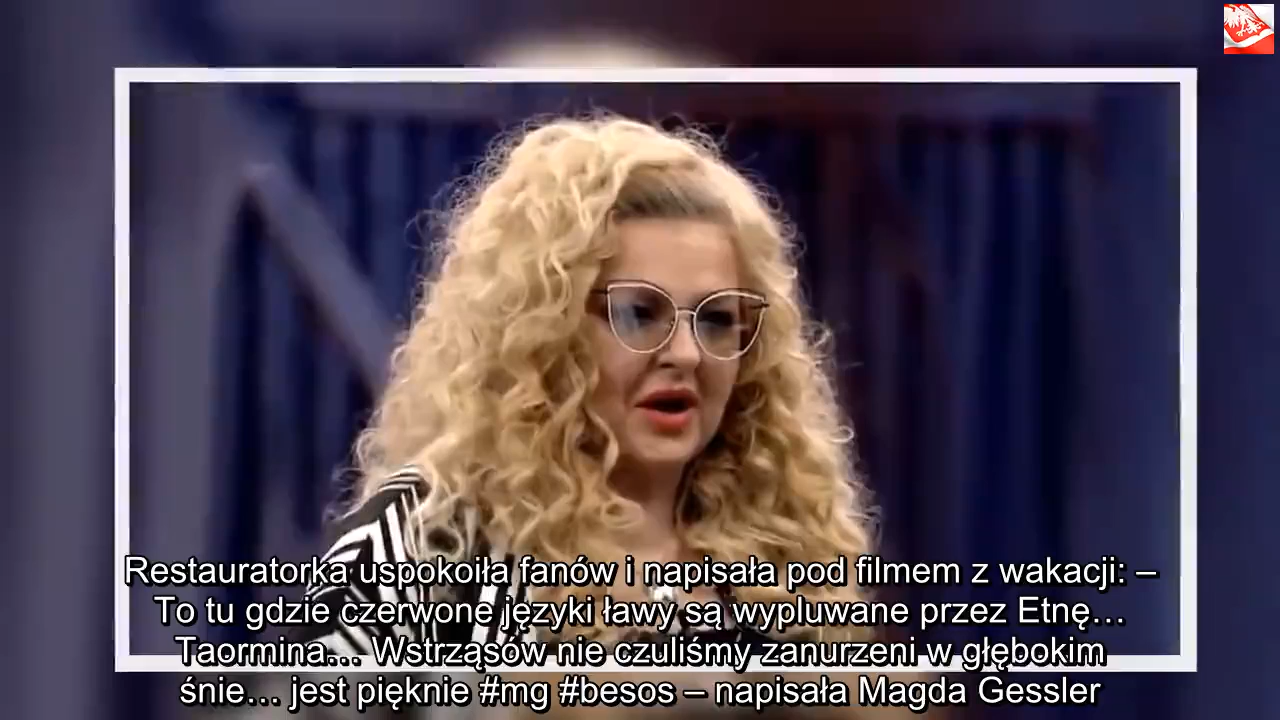 Restauratorka uspokoiła fanów i napisała pod filmem z wakacji: –
To tu gdzie czerwone języki ławy są wypluwane przez Etnę…
Taormina… Wstrząsów nie czuliśmy zanurzeni w głębokim
śnie… jest pięknie #mg #besos – napisała Magda Gessler